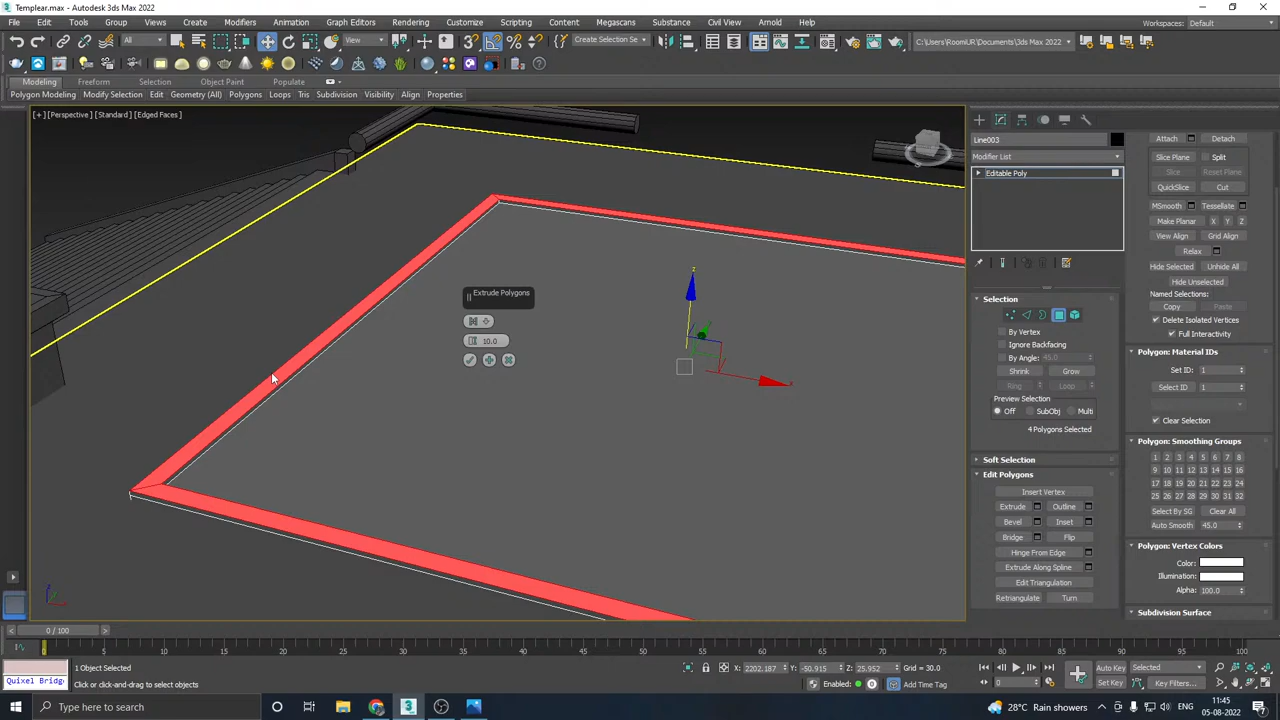 Templear.max - Autodesk 3ds Max 2022
File Edit Tools Group Views Create Modifiers Animation Graph Editors Rendering Customize Scripting Content Megascans Substance Civil View Arnold Help
Workspaces: Default
All View Create Selection Se C:\Users\RoomUR\Documents\3ds Max 2022
Modeling Freeform Selection Object Paint Populate
Polygon Modeling Modify Selection Edit Geometry (All) Polygons Loops Tris Subdivision Visibility Align Properties
[+] [Perspective] [Standard] [Edged Faces]
Extrude Polygons
10.0
z
x
Line003
Modifier List
Editable Poly
Selection
By Vertex
Ignore Backfacing
By Angle: 45.0
Shrink Grow
Ring Loop
Preview Selection
Off SubObj Multi
4 Polygons Selected
Soft Selection
Edit Polygons
Insert Vertex
Extrude Outline
Bevel Inset
Bridge Flip
Hinge From Edge
Extrude Along Spline
Edit Triangulation
Retriangulate Turn
Attach Detach
Slice Plane Split
Slice Reset Plane
QuickSlice Cut
MSmooth Tessellate
Make Planar X Y Z
View Align Grid Align
Relax
Hide Selected Unhide All
Hide Unselected
Named Selections:
Copy Paste
Delete Isolated Vertices
Full Interactivity
Polygon: Material IDs
Set ID: 1
Select ID 1
Clear Selection
Polygon: Smoothing Groups
1 2 3 4 5 6 7 8
9 10 11 12 13 14 15 16
17 18 19 20 21 22 23 24
25 26 27 28 29 30 31 32
Select By SG Clear All
Auto Smooth 45.0
Polygon: Vertex Colors
Color:
Illumination:
Alpha: 100.0
Subdivision Surface
0 / 100
0 5 10 15 20 25 30 35 40 45 50 55 60 65 70 75 80 85 90 95 100
1 Object Selected
X: 2202.187 Y: -50.915 Z: 25.952 Grid = 30.0
Auto Key Selected
Quixel Bridg
Click or click-and-drag to select objects
Enabled: Add Time Tag
0
Set Key Key Filters...
Type here to search
28°C Rain showers
ENG
11:45
05-08-2022